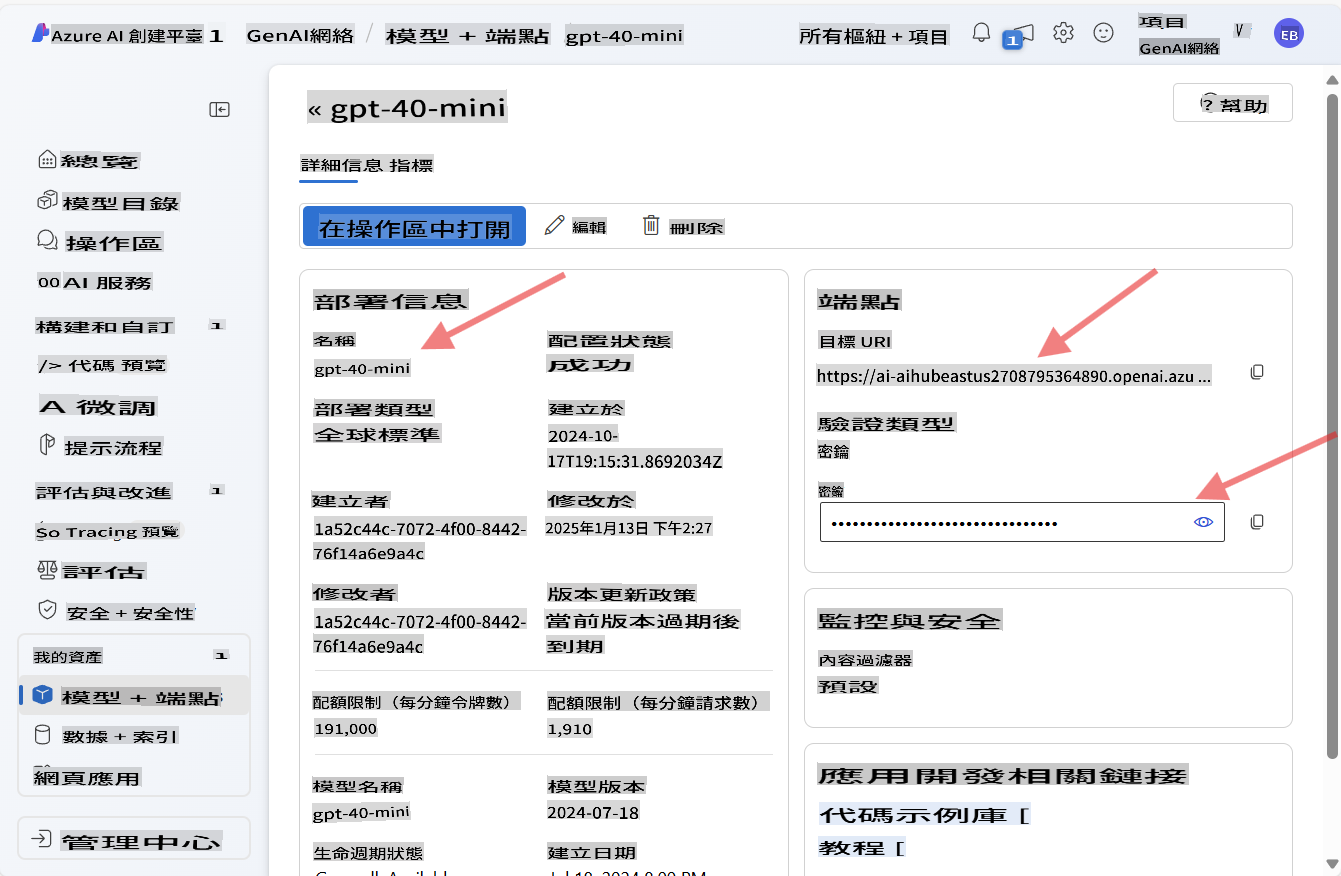 Azure AI 創建平臺 1
GenAI網絡 / 模型 + 端點 gpt-40-mini
所有樞紐 + 項目
1
項目
GenAI網絡
V
EB
« gpt-40-mini
? 幫助
詳細信息 指標
在操作區中打開
編輯
刪除
總覽
模型目錄
操作區
00AI 服務
構建和自訂 1
/> 代碼 預覽
A 微調
提示流程
評估與改進 1
So Tracing 預覽
評估
安全 + 安全性
我的資產 1
模型 + 端點
數據 + 索引
網頁應用
管理中心
部署信息
名稱
gpt-40-mini
配置狀態
成功
部署類型
全球標準
建立於
2024-10-
17T19:15:31.8692034Z
建立者
1a52c44c-7072-4f00-8442-
76f14a6e9a4c
修改於
2025年1月13日 下午2:27
修改者
1a52c44c-7072-4f00-8442-
76f14a6e9a4c
版本更新政策
當前版本過期後
到期
配額限制（每分鐘令牌數）
191,000
配額限制（每分鐘請求數）
1,910
模型名稱
gpt-40-mini
模型版本
2024-07-18
生命週期狀態
建立日期
端點
目標 URI
https://ai-aihubeastus2708795364890.openai.azu ...
驗證類型
密鑰
密鑰
••••••••••••••••••••••••••••••••
監控與安全
內容過濾器
預設
應用開發相關鏈接
代碼示例庫 [
教程 [